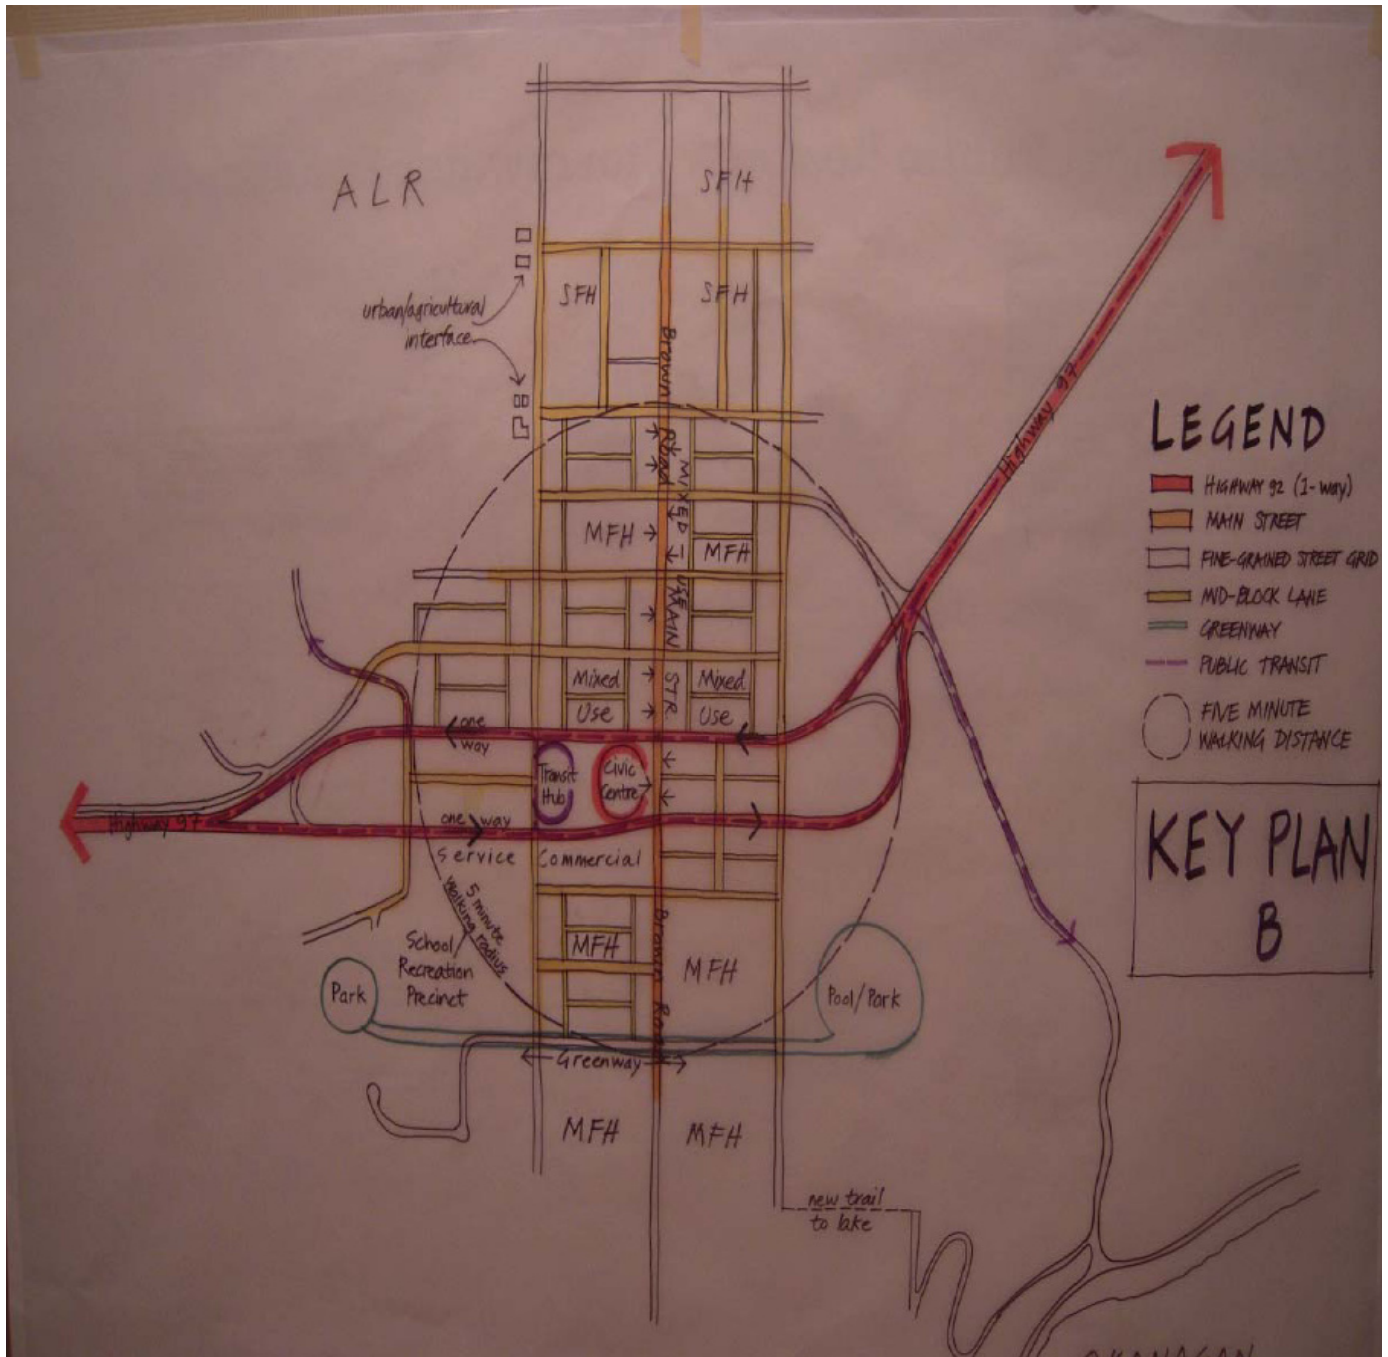 ALR
SFH
urban/agricultural
interface
SFH
SFH
Brown Road
MIXED-USE MAIN STR.
Highway 97
MFH
MFH
Mixed
Use
Mixed
Use
one
way
Transit
Hub
Civic
Centre
Highway 97
one way
Service Commercial
5 minute
Walking radius
School/
Recreation
Precinct
MFH
MFH
Brown Road
Park
Pool/Park
Greenway
MFH
MFH
new trail
to lake
OKANAGAN
LEGEND
HIGHWAY 92 (1-way)
MAIN STREET
FINE-GRAINED STREET GRID
MID-BLOCK LANE
GREENWAY
PUBLIC TRANSIT
FIVE MINUTE
WALKING DISTANCE
KEY PLAN
B